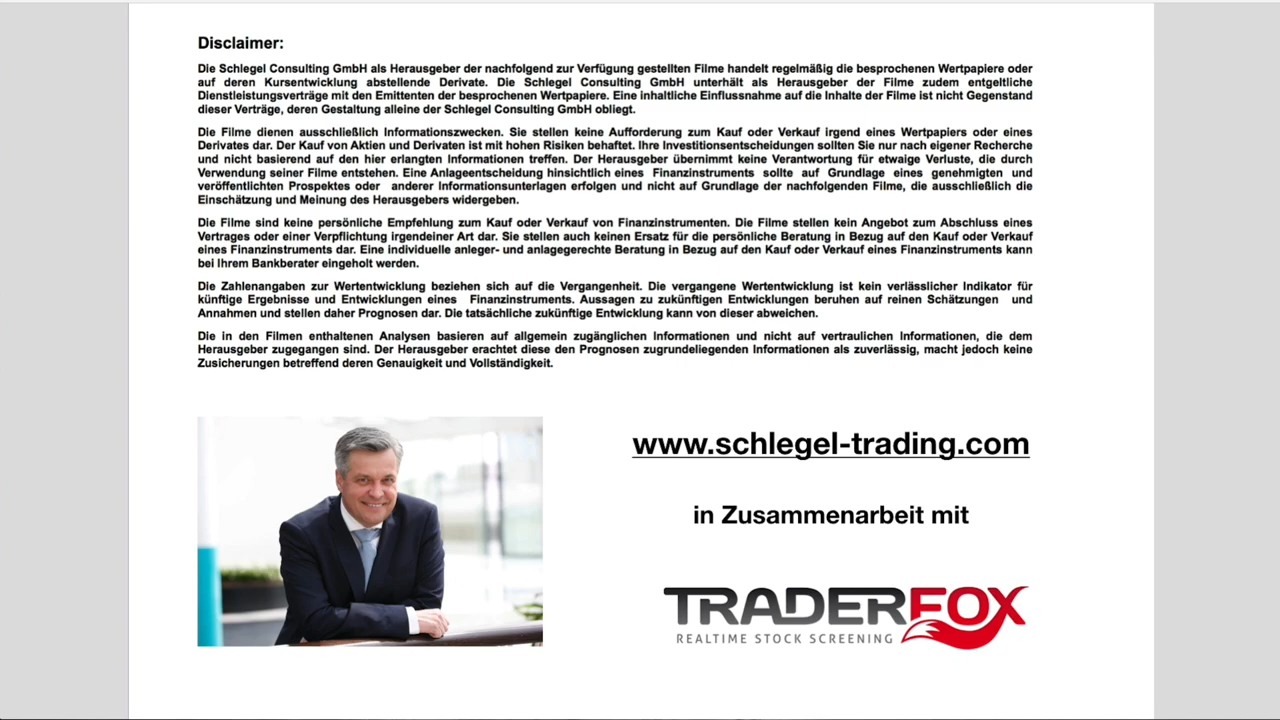 Disclaimer:
Die Schlegel Consulting GmbH als Herausgeber der nachfolgend zur Verfügung gestellten Filme handelt regelmäßig die besprochenen Wertpapiere oder
auf deren Kursentwicklung abstellende Derivate. Die Schlegel Consulting GmbH unterhält als Herausgeber der Filme zudem entgeltliche
Dienstleistungsverträge mit den Emittenten der besprochenen Wertpapiere. Eine inhaltliche Einflussnahme auf die Inhalte der Filme ist nicht Gegenstand
dieser Verträge, deren Gestaltung alleine der Schlegel Consulting GmbH obliegt.
Die Filme dienen ausschließlich Informationszwecken. Sie stellen keine Aufforderung zum Kauf oder Verkauf irgend eines Wertpapiers oder eines
Derivates dar. Der Kauf von Aktien und Derivaten ist mit hohen Risiken behaftet. Ihre Investitionsentscheidungen sollten Sie nur nach eigener Recherche
und nicht basierend auf den hier erlangten Informationen treffen. Der Herausgeber übernimmt keine Verantwortung für etwaige Verluste, die durch
Verwendung seiner Filme entstehen. Eine Anlageentscheidung hinsichtlich eines Finanzinstruments sollte auf Grundlage eines genehmigten und
veröffentlichten Prospektes oder anderer Informationsunterlagen erfolgen und nicht auf Grundlage der nachfolgenden Filme, die ausschließlich die
Einschätzung und Meinung des Herausgebers widergeben.
Die Filme sind keine persönliche Empfehlung zum Kauf oder Verkauf von Finanzinstrumenten. Die Filme stellen kein Angebot zum Abschluss eines
Vertrages oder einer Verpflichtung irgendeiner Art dar. Sie stellen auch keinen Ersatz für die persönliche Beratung in Bezug auf den Kauf oder Verkauf
eines Finanzinstruments dar. Eine individuelle anleger- und anlagegerechte Beratung in Bezug auf den Kauf oder Verkauf eines Finanzinstruments kann
bei Ihrem Bankberater eingeholt werden.
Die Zahlenangaben zur Wertentwicklung beziehen sich auf die Vergangenheit. Die vergangene Wertentwicklung ist kein verlässlicher Indikator für
künftige Ergebnisse und Entwicklungen eines Finanzinstruments. Aussagen zu zukünftigen Entwicklungen beruhen auf reinen Schätzungen und
Annahmen und stellen daher Prognosen dar. Die tatsächliche zukünftige Entwicklung kann von dieser abweichen.
Die in den Filmen enthaltenen Analysen basieren auf allgemein zugänglichen Informationen und nicht auf vertraulichen Informationen, die dem
Herausgeber zugegangen sind. Der Herausgeber erachtet diese den Prognosen zugrundeliegenden Informationen als zuverlässig, macht jedoch keine
Zusicherungen betreffend deren Genauigkeit und Vollständigkeit.
www.schlegel-trading.com
in Zusammenarbeit mit
TRADERFOX
REALTIME STOCK SCREENING